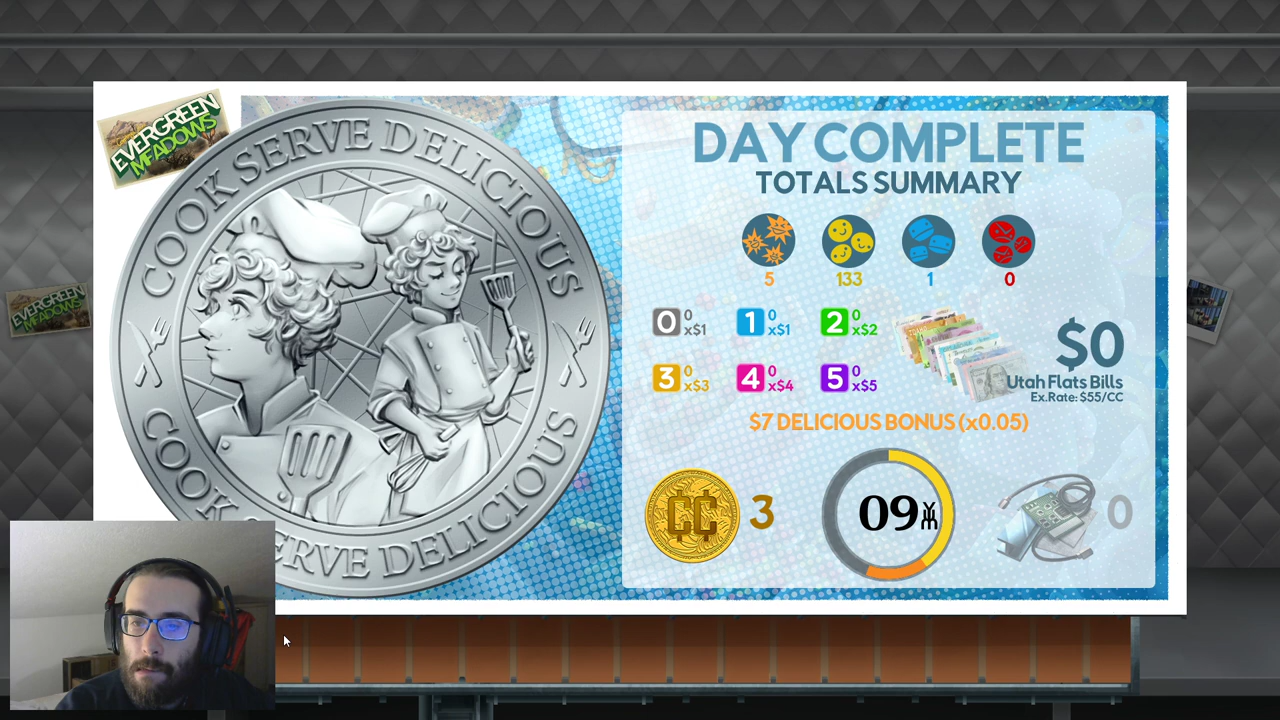 EVERGREEN
MEADOWS
COOK SERVE DELICIOUS
COOK SERVE DELICIOUS
EVERGREEN
MEADOWS
DAY COMPLETE
TOTALS SUMMARY
5
133
1
0
0 0 x$1
1 0 x$1
2 0 x$2
3 0 x$3
4 0 x$4
5 0 x$5
$0
Utah Flats Bills
Ex.Rate: $55/CC
$7 DELICIOUS BONUS (x0.05)
CC
3
09
0